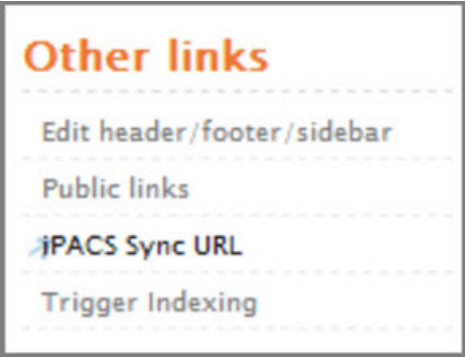 Other links
Edit header/footer/sidebar
Public links
iPACS Sync URL
Trigger Indexing